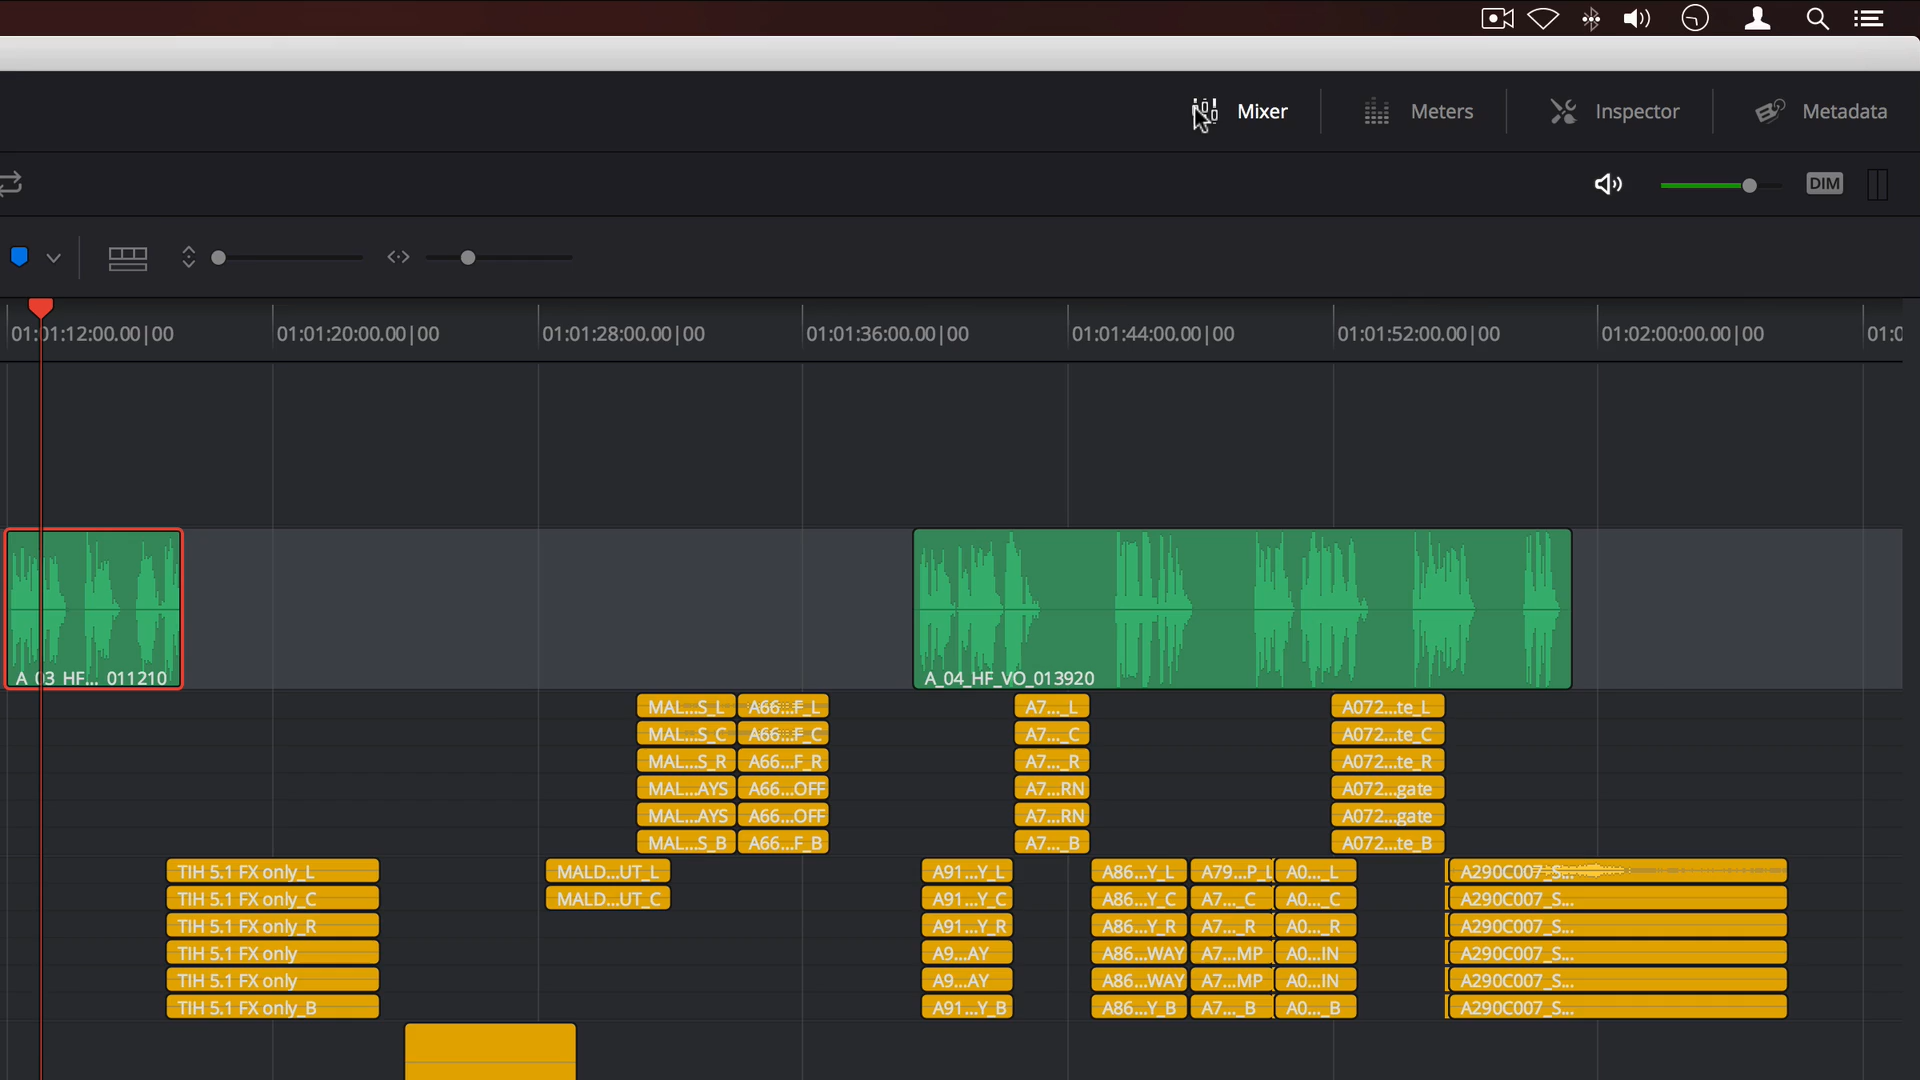 Mixer
Meters
Inspector
Metadata
DIM
01:01:12:00.00|00
01:01:20:00.00|00
01:01:28:00.00|00
01:01:36:00.00|00
01:01:44:00.00|00
01:01:52:00.00|00
01:02:00:00.00|00
01:0
A_03_HF... 011210
A_04_HF_VO_013920
MAL...S_L A66...F_L A7..._L A072...te_L
MAL...S_C A66...F_C A7..._C A072...te_C
MAL...S_R A66...F_R A7..._R A072...te_R
MAL...AYS A66...OFF A7...RN A072...gate
MAL...AYS A66...OFF A7...RN A072...gate
MAL...S_B A66...F_B A7..._B A072...te_B
TIH 5.1 FX only_L MALD...UT_L A91...Y_L A86...Y_L A79...P_L A0..._L A290C007_S...
TIH 5.1 FX only_C MALD...UT_C A91...Y_C A86...Y_C A7..._C A0..._C A290C007_S...
TIH 5.1 FX only_R A91...Y_R A86...Y_R A7..._R A0..._R A290C007_S...
TIH 5.1 FX only A9...AY A86...WAY A7...MP A0...IN A290C007_S...
TIH 5.1 FX only A9...AY A86...WAY A7...MP A0...IN A290C007_S...
TIH 5.1 FX only_B A91...Y_B A86...Y_B A7..._B A0..._B A290C007_S...